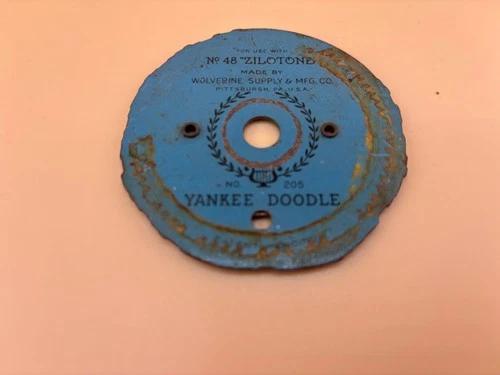 FOR USE WITH
No 48 "ZILOTONE"
MADE BY
WOLVERINE SUPPLY & MFG. CO.
PITTSBURGH, PA., U.S.A.
NO. 205
YANKEE DOODLE